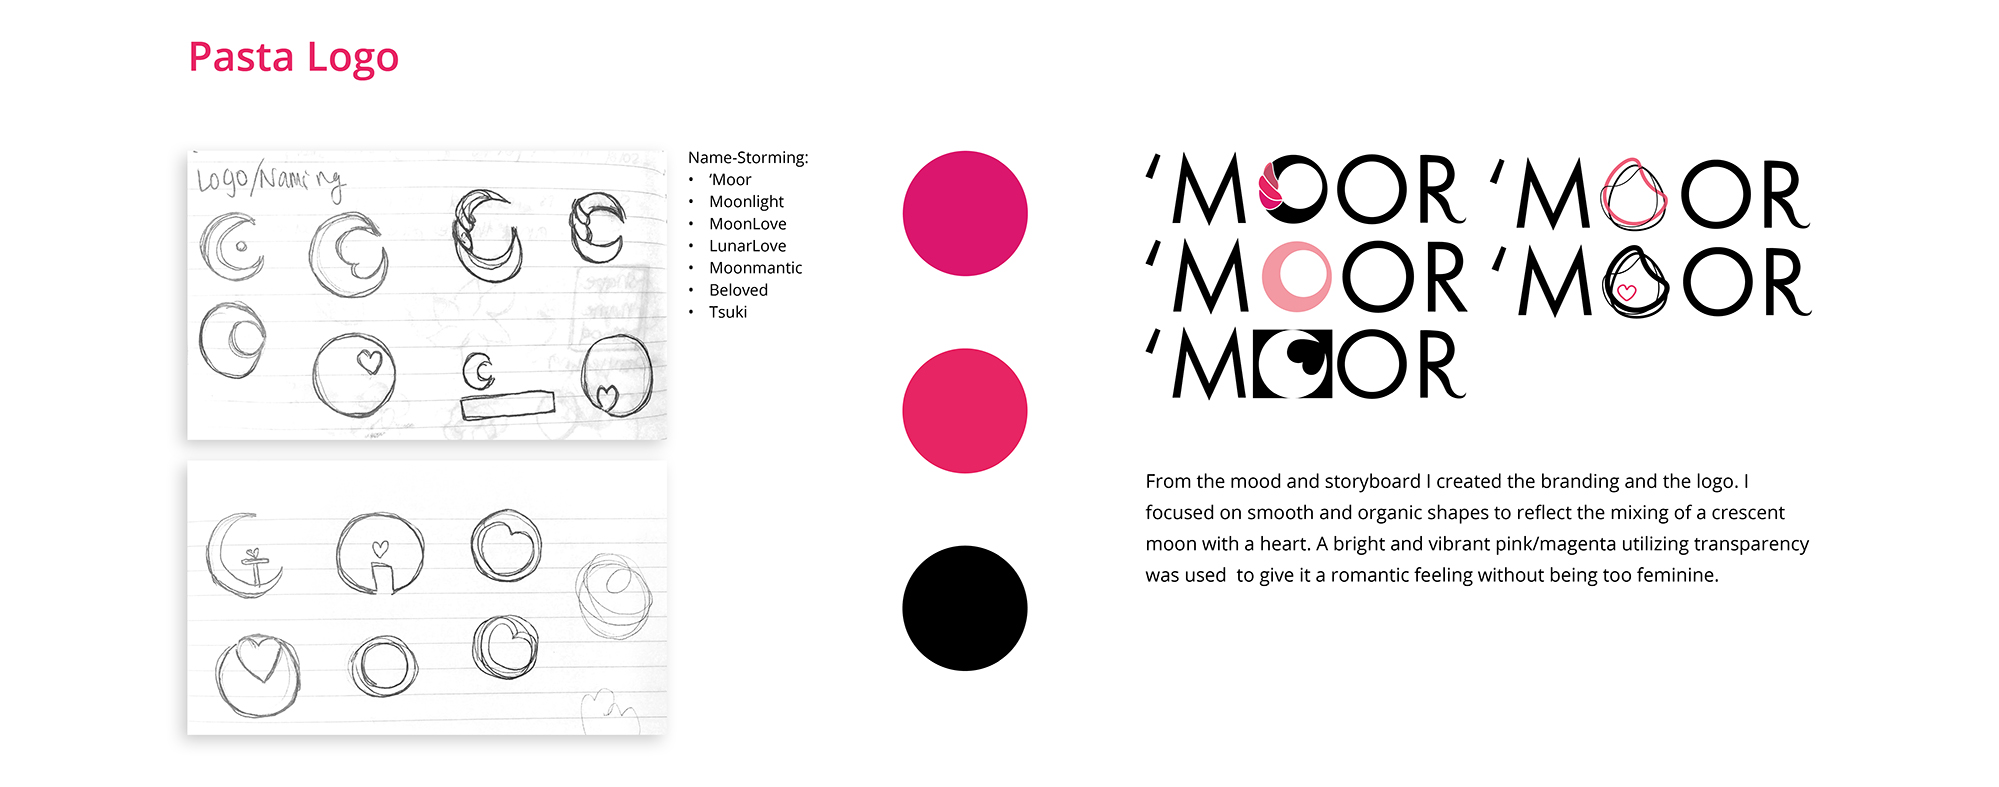 Pasta Logo
Logo/Naming
Name-Storming:
• ‘Moor
• Moonlight
• MoonLove
• LunarLove
• Moonmantic
• Beloved
• Tsuki
‘MOOR
‘MOOR
‘MOOR
‘MOOR
‘MOOR
From the mood and storyboard I created the branding and the logo. I
focused on smooth and organic shapes to reflect the mixing of a crescent
moon with a heart. A bright and vibrant pink/magenta utilizing transparency
was used  to give it a romantic feeling without being too feminine.